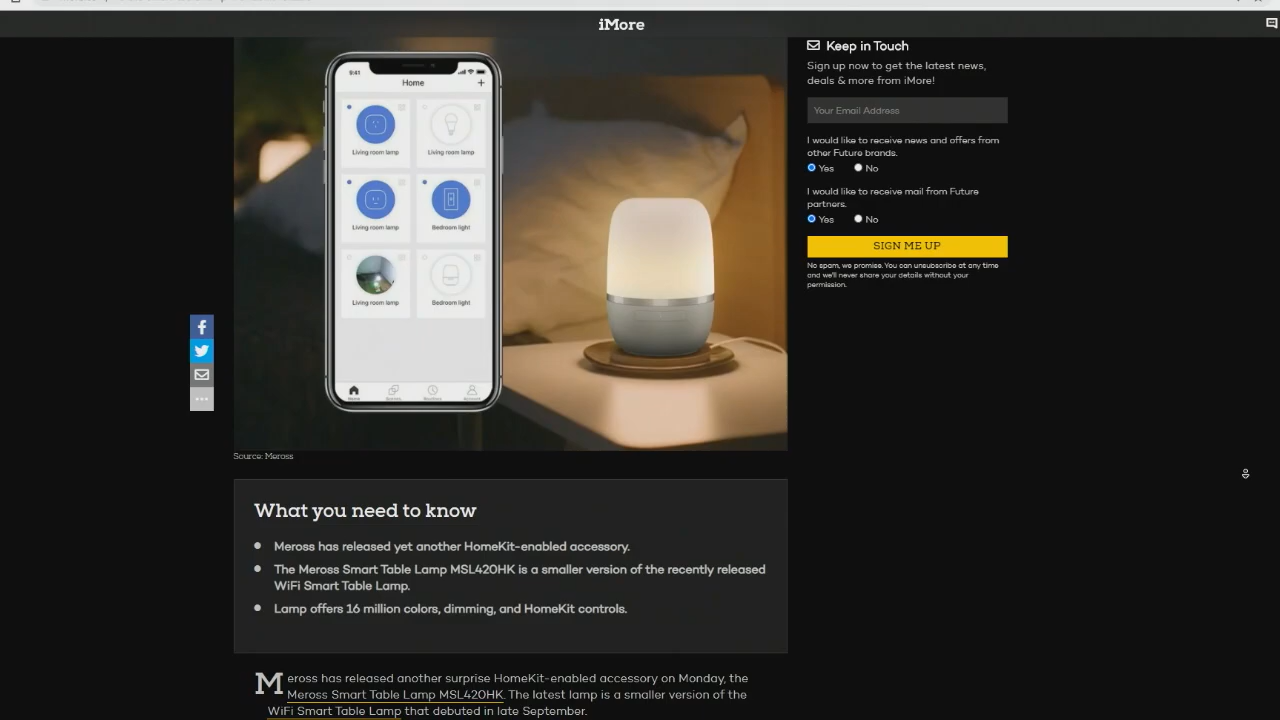 iMore
9:41
Home
+
Living room lamp
Living room lamp
Living room lamp
Bedroom light
Living room lamp
Bedroom light
Home
Source: Meross
Keep in Touch
Sign up now to get the latest news,
deals & more from iMore!
Your Email Address
I would like to receive news and offers from
other Future brands.
Yes No
I would like to receive mail from Future
partners.
Yes No
SIGN ME UP
No spam, we promise. You can unsubscribe at any time
and we'll never share your details without your
permission.
What you need to know
Meross has released yet another HomeKit-enabled accessory.
The Meross Smart Table Lamp MSL420HK is a smaller version of the recently released
WiFi Smart Table Lamp.
Lamp offers 16 million colors, dimming, and HomeKit controls.
Meross has released another surprise HomeKit-enabled accessory on Monday, the
Meross Smart Table Lamp MSL420HK. The latest lamp is a smaller version of the
WiFi Smart Table Lamp that debuted in late September.